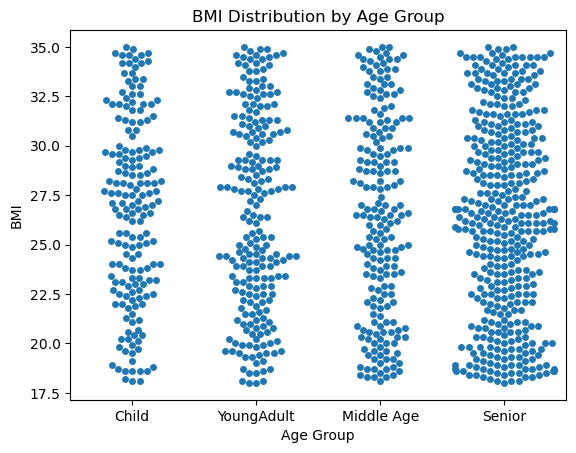 BMI Distribution by Age Group
35.0
32.5
30.0
27.5
25.0
22.5
20.0
17.5
BMI
Child YoungAdult Middle Age Senior
Age Group